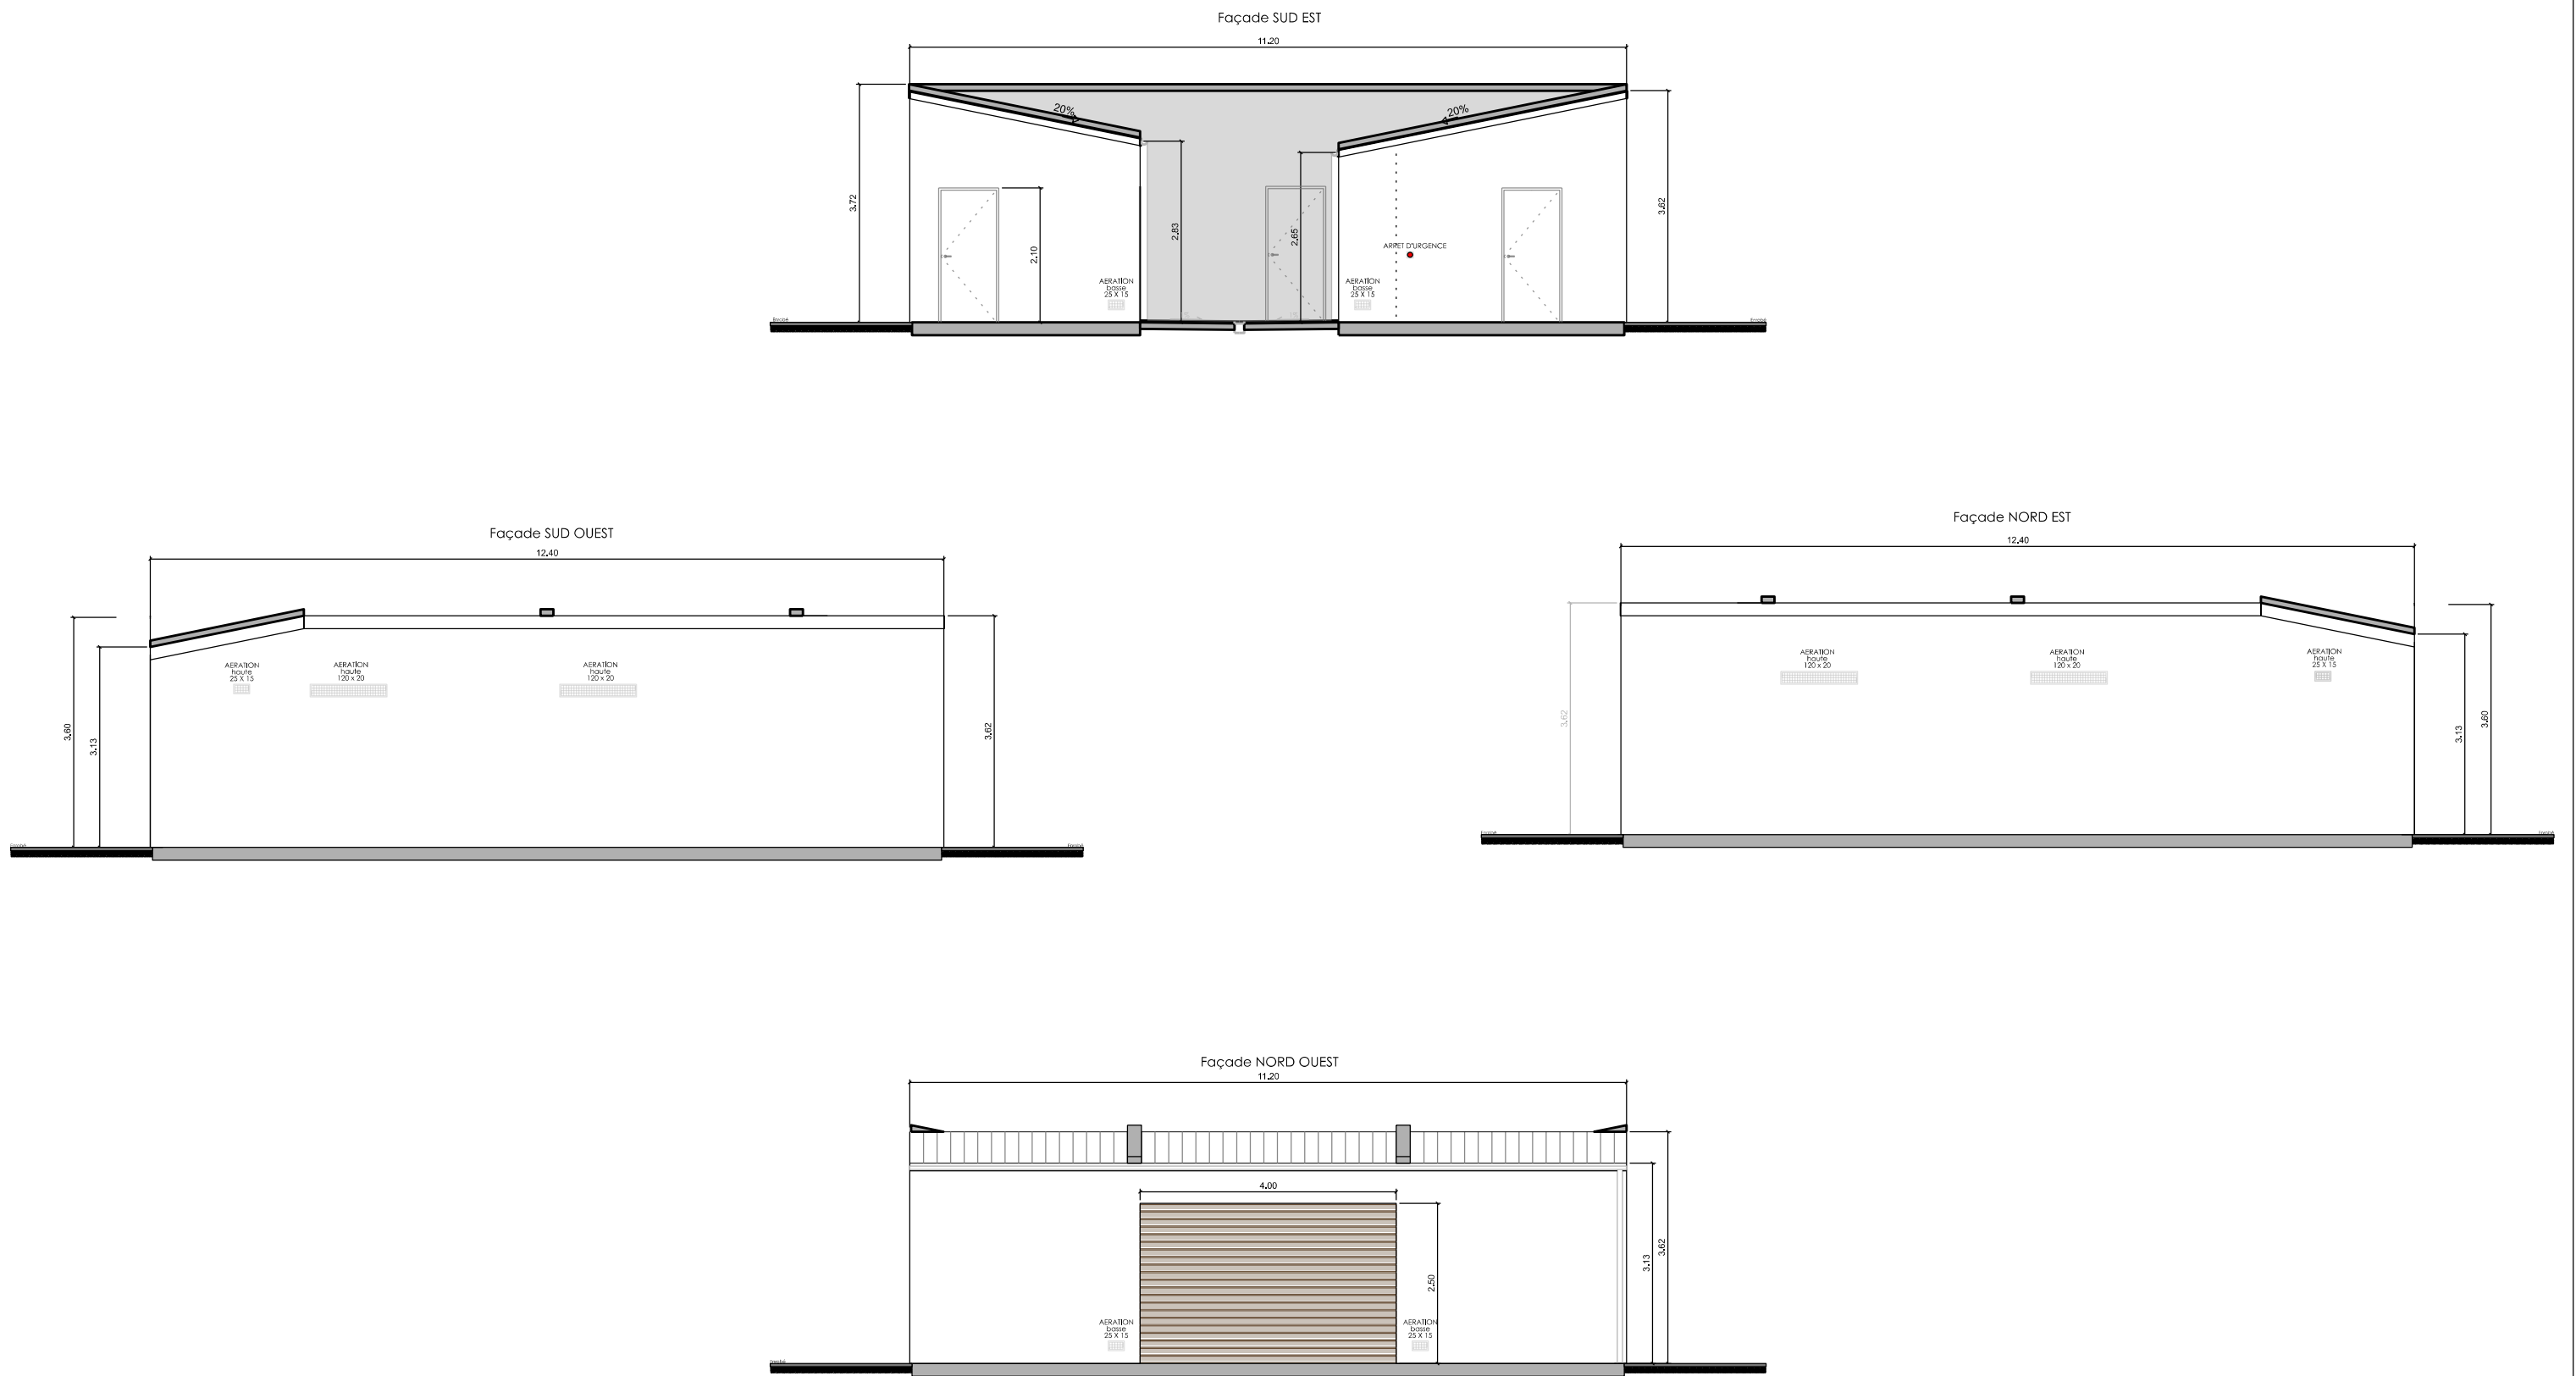 Façade SUD EST
11.20
20%
20%
3.72
2.10
2.83
2.65
3.62
ARRET D'URGENCE
AERATION
basse
25 X 15
AERATION
basse
25 X 15
Façade SUD OUEST
12.40
AERATION
haute
25 X 15
AERATION
haute
120 x 20
AERATION
haute
120 x 20
3.60
3.13
3.62
Façade NORD EST
12.40
AERATION
haute
120 x 20
AERATION
haute
120 x 20
AERATION
haute
25 X 15
3.62
3.13
3.60
Façade NORD OUEST
11.20
4.00
2.50
3.13
3.62
AERATION
basse
25 X 15
AERATION
basse
25 X 15